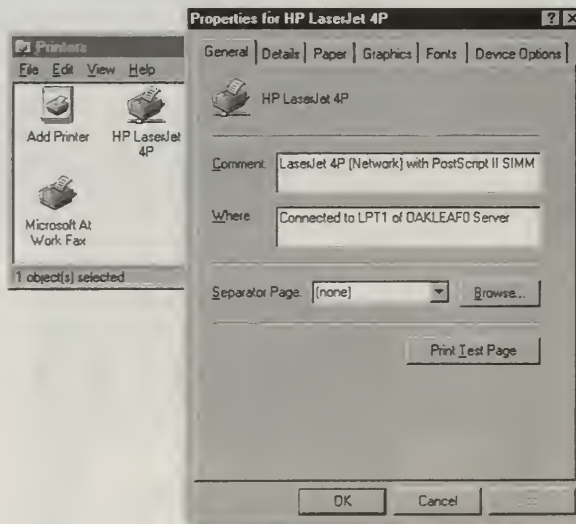 Printers
File Edit View Help
Add Printer
HP LaserJet
4P
Microsoft At
Work Fax
1 object(s) selected
Properties for HP LaserJet 4P
General Details Paper Graphics Fonts Device Options
HP LaserJet 4P
Comment: LaserJet 4P (Network) with PostScript II SIMM
Where Connected to LPT1 of OAKLEAF0 Server
Separator Page: (none) Browse...
Print Test Page
OK Cancel